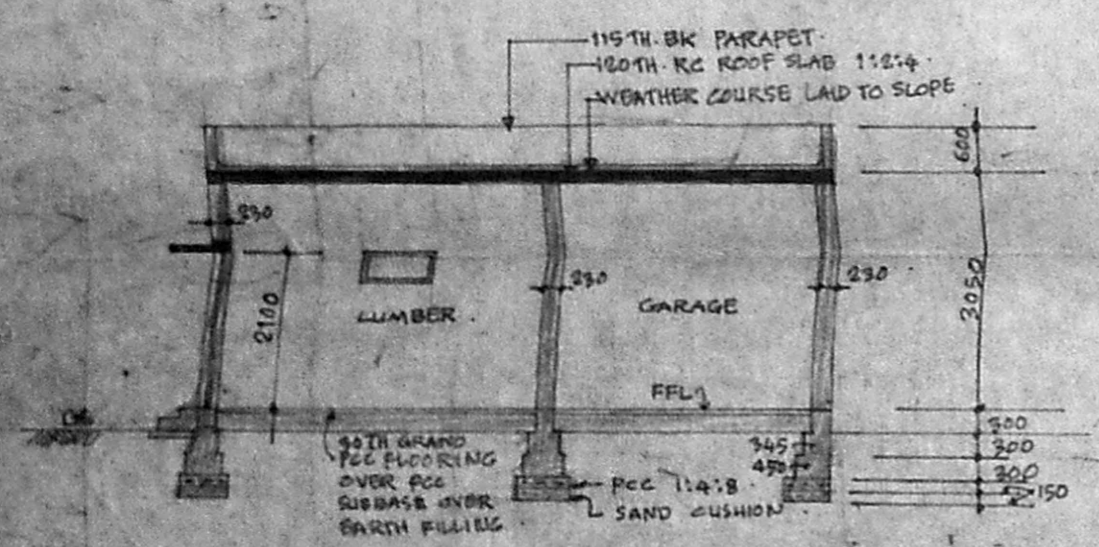 115TH. BK PARAPET.
120TH. RC ROOF SLAB 1:2:4.
WEATHER COURSE LAID TO SLOPE
600
230
2100
LUMBER.
230
GARAGE
230
3050
FFL
300
345
300
450
300
150
30TH GRANO
PCC FLOORING
OVER PCC
SUBBASE OVER
EARTH FILLING.
PCC 1:4:8.
SAND CUSHION.